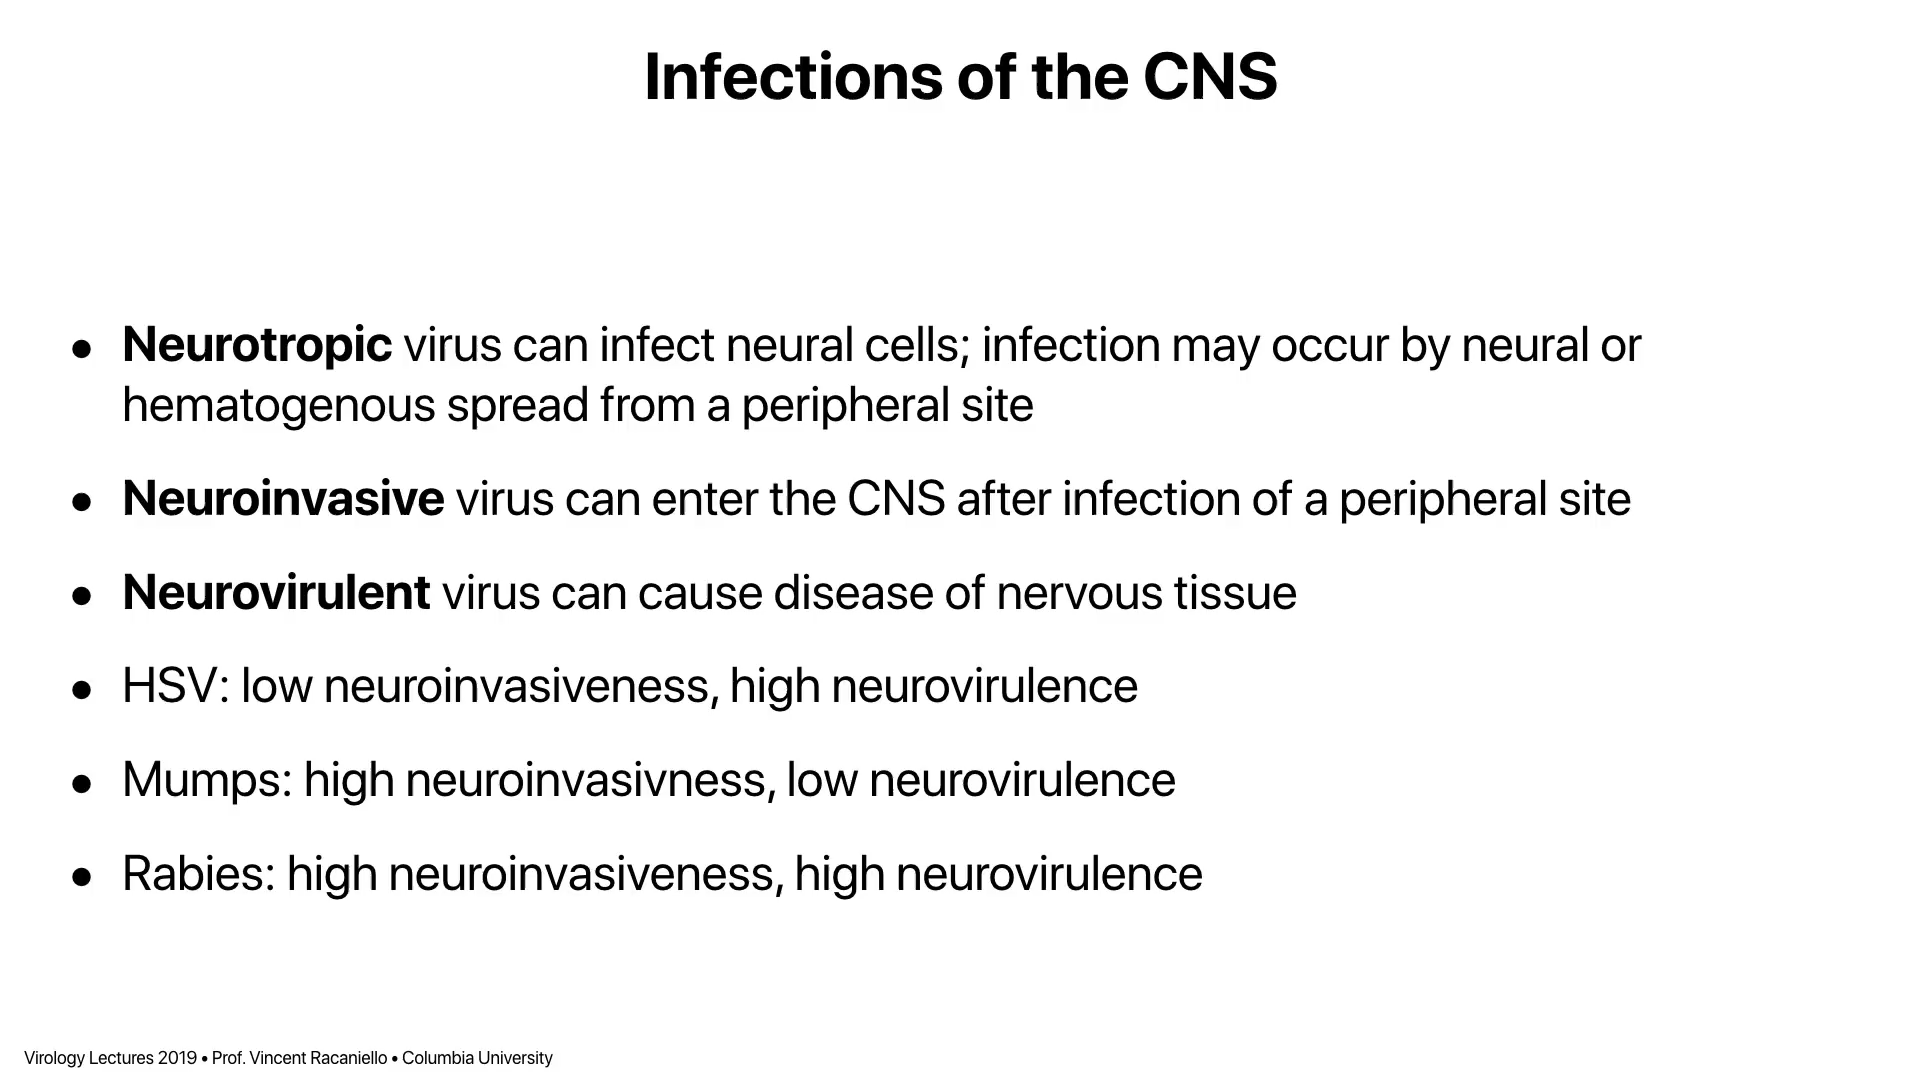 Infections of the CNS
• Neurotropic virus can infect neural cells; infection may occur by neural or
hematogenous spread from a peripheral site
• Neuroinvasive virus can enter the CNS after infection of a peripheral site
• Neurovirulent virus can cause disease of nervous tissue
• HSV: low neuroinvasiveness, high neurovirulence
• Mumps: high neuroinvasivness, low neurovirulence
• Rabies: high neuroinvasiveness, high neurovirulence
Virology Lectures 2019 • Prof. Vincent Racaniello • Columbia University